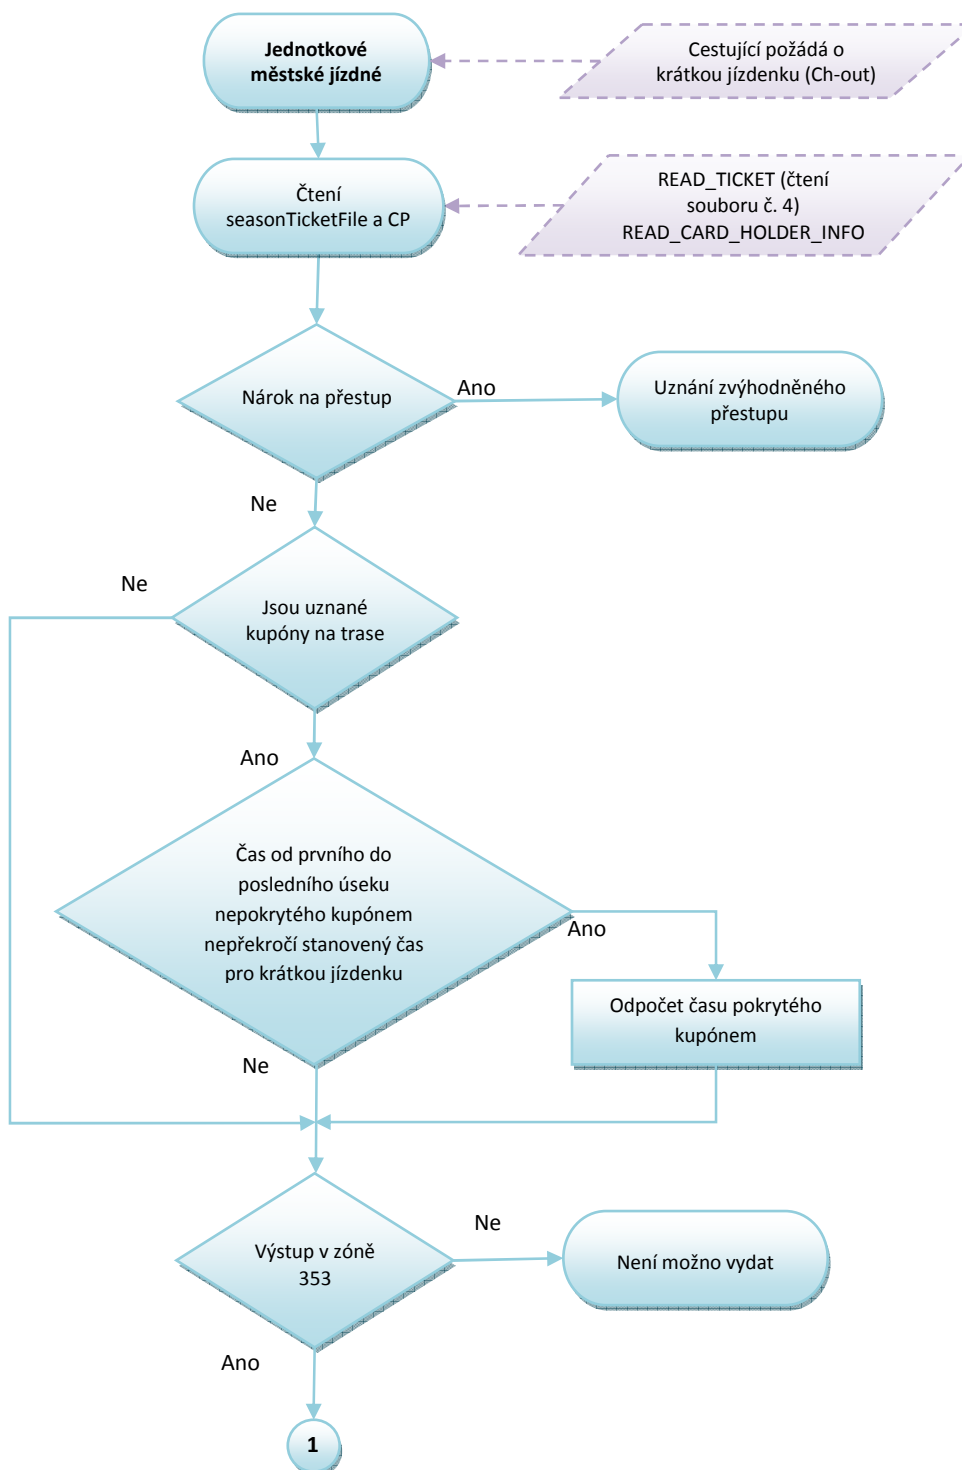 Jednotkové
městské jízdné
Cestující požádá o
krátkou jízdenku (Ch-out)
Čtení
seasonTicketFile a CP
READ_TICKET (čtení
souboru č. 4)
READ_CARD_HOLDER_INFO
Nárok na přestup
Ano
Uznání zvýhodněného
přestupu
Ne
Ne
Jsou uznané
kupóny na trase
Ano
Čas od prvního do
posledního úseku
nepokrytého kupónem
nepřekročí stanovený čas
pro krátkou jízdenku
Ano
Odpočet času pokrytého
kupónem
Ne
Výstup v zóně
353
Ne
Není možno vydat
Ano
1